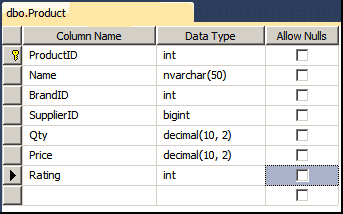 dbo.Product
Column Name Data Type Allow Nulls
ProductID int
Name nvarchar(50)
BrandID int
SupplierID bigint
Qty decimal(10, 2)
Price decimal(10, 2)
Rating int